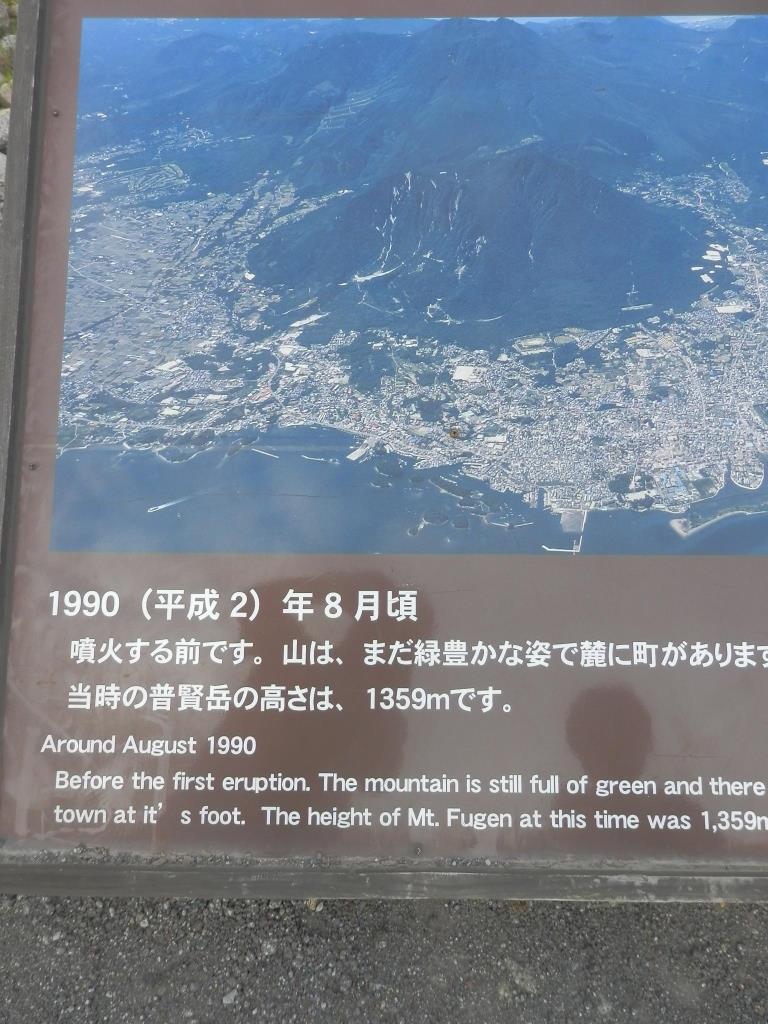 1990（平成 2）年 8 月頃
噴火する前です。山は、まだ緑豊かな姿で麓に町があります
当時の普賢岳の高さは、1359mです。
Around August 1990
Before the first eruption. The mountain is still full of green and there
town at it's foot. The height of Mt. Fugen at this time was 1,359m